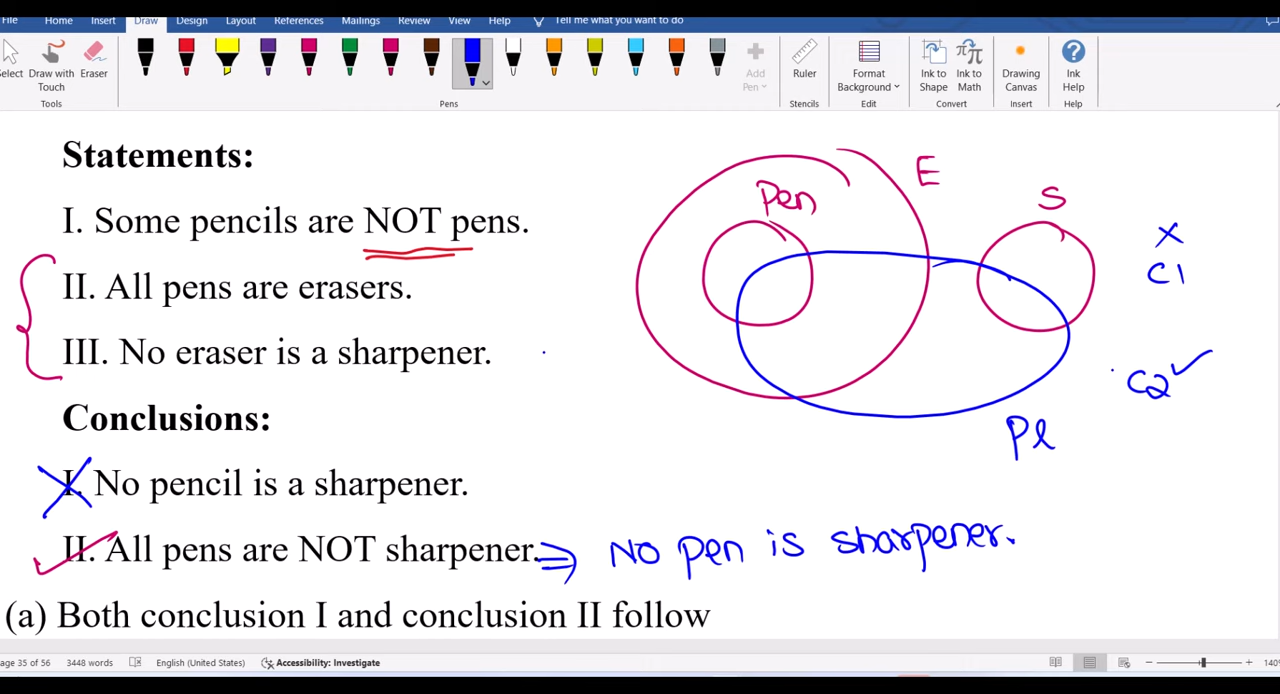 File Home Insert Draw Design Layout References Mailings Review View Help Tell me what you want to do
Select Draw with Touch Eraser Add Pen Ruler Format Background Ink to Shape Ink to Math Drawing Canvas Ink Help
Tools Pens Stencils Edit Convert Insert Help
Statements:
I. Some pencils are NOT pens.
II. All pens are erasers.
III. No eraser is a sharpener.
Conclusions:
I. No pencil is a sharpener.
II. All pens are NOT sharpener. ⇒ No pen is sharpener.
(a) Both conclusion I and conclusion II follow
Pen E S
X
C1
C2 ✓
Pl
age 35 of 56 3448 words English (United States) Accessibility: Investigate 140%